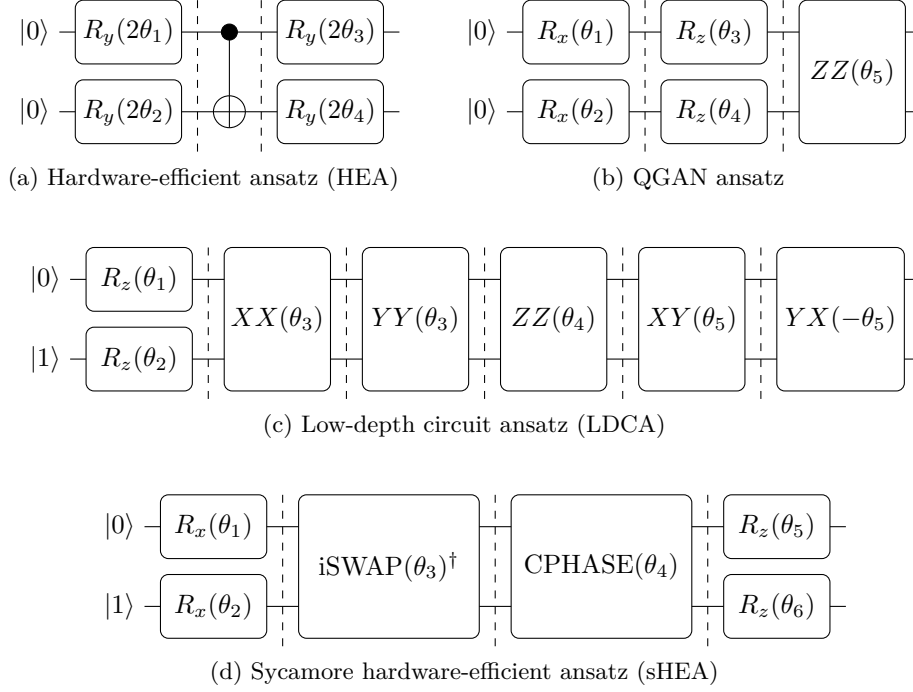 |0⟩ R_y(2θ_1) R_y(2θ_3) |0⟩ R_x(θ_1) R_z(θ_3)
ZZ(θ_5)
|0⟩ R_y(2θ_2) R_y(2θ_4) |0⟩ R_x(θ_2) R_z(θ_4)
(a) Hardware-efficient ansatz (HEA) (b) QGAN ansatz
|0⟩ R_z(θ_1)
XX(θ_3) YY(θ_3) ZZ(θ_4) XY(θ_5) YX(−θ_5)
|1⟩ R_z(θ_2)
(c) Low-depth circuit ansatz (LDCA)
|0⟩ R_x(θ_1) R_z(θ_5)
iSWAP(θ_3)† CPHASE(θ_4)
|1⟩ R_x(θ_2) R_z(θ_6)
(d) Sycamore hardware-efficient ansatz (sHEA)